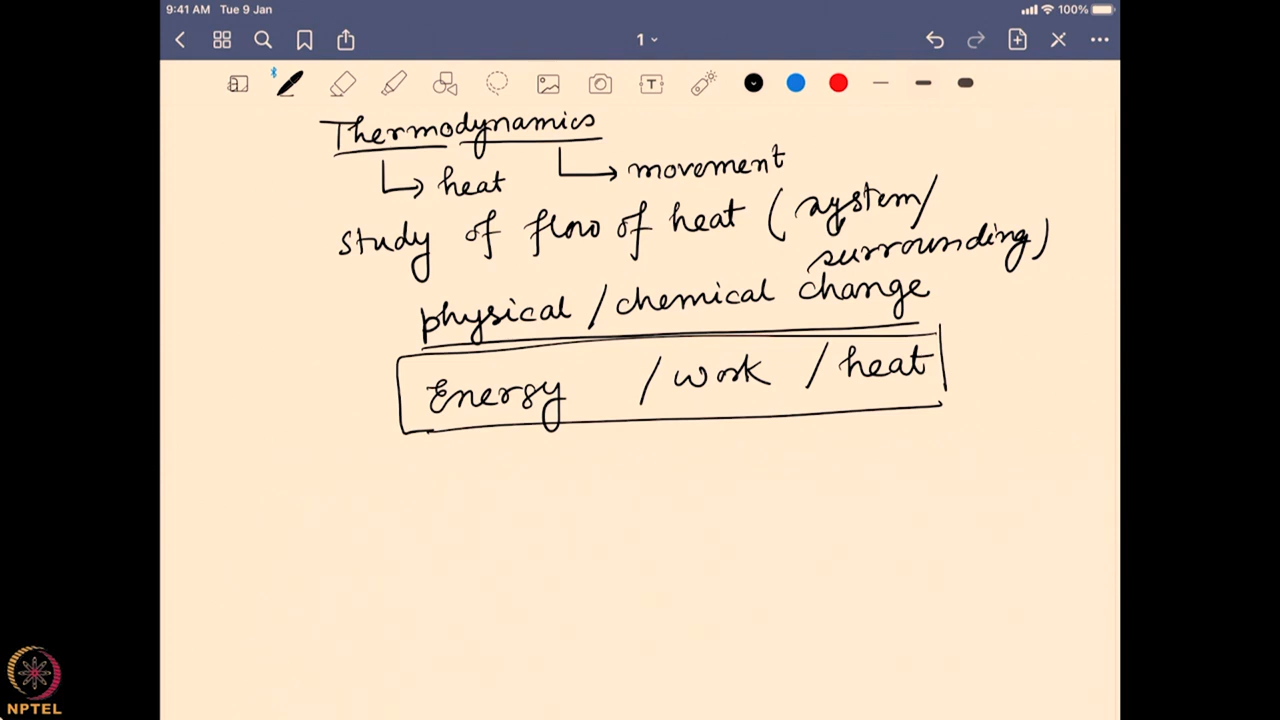 9:41 AM Tue 9 Jan
100%
1
T
Thermodynamics
heat
movement
study of flow of heat (system/
surrounding)
physical / chemical change
Energy / work / heat
NPTEL